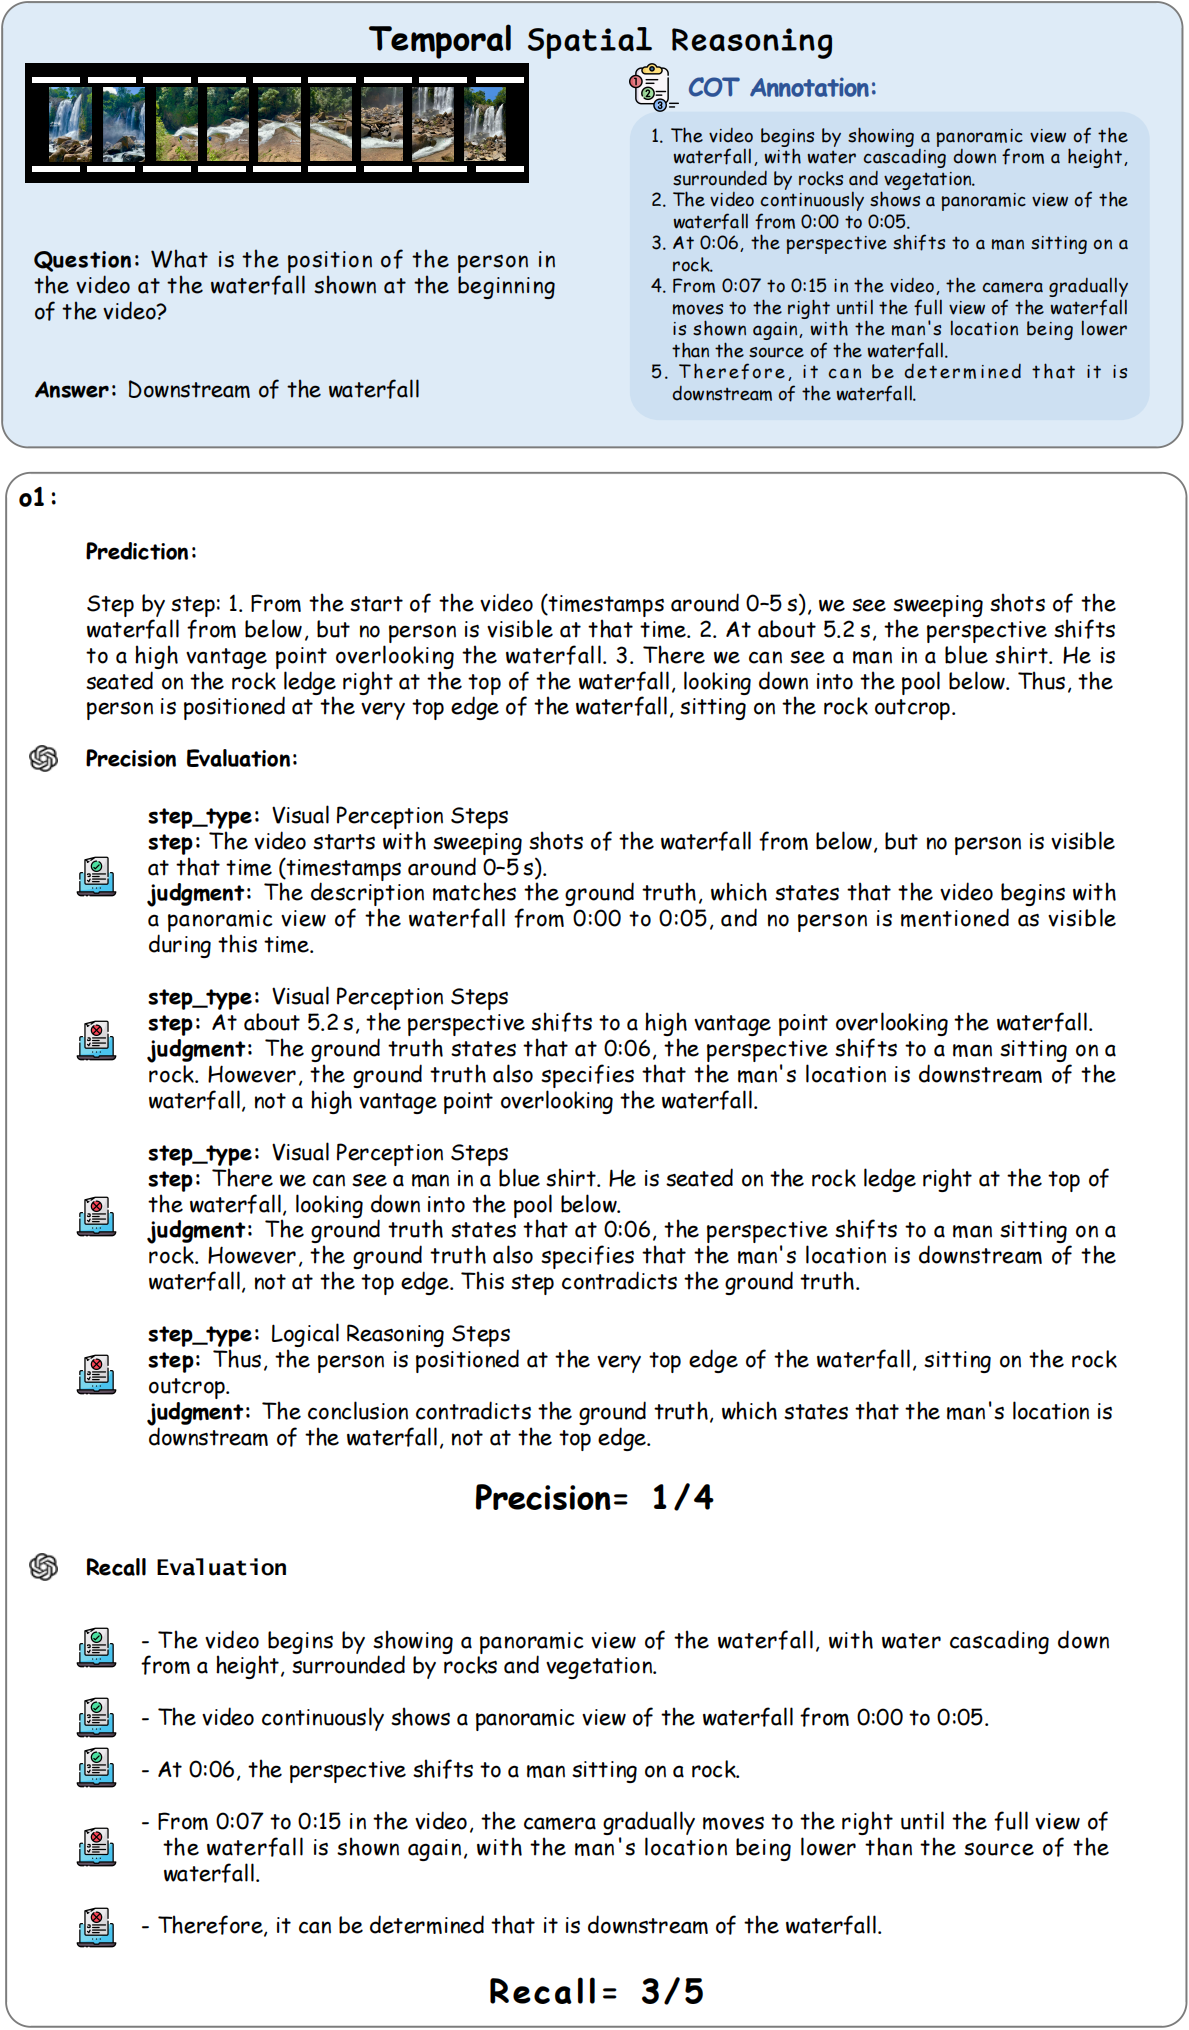 Temporal Spatial Reasoning
COT Annotation:
1. The video begins by showing a panoramic view of the
waterfall, with water cascading down from a height,
surrounded by rocks and vegetation.
2. The video continuously shows a panoramic view of the
waterfall from 0:00 to 0:05.
3. At 0:06, the perspective shifts to a man sitting on a
rock.
4. From 0:07 to 0:15 in the video, the camera gradually
moves to the right until the full view of the waterfall
is shown again, with the man's location being lower
than the source of the waterfall.
5. Therefore, it can be determined that it is
downstream of the waterfall.
Question: What is the position of the person in
the video at the waterfall shown at the beginning
of the video?
Answer: Downstream of the waterfall
o1:
Prediction:
Step by step: 1. From the start of the video (timestamps around 0–5 s), we see sweeping shots of the
waterfall from below, but no person is visible at that time. 2. At about 5.2 s, the perspective shifts
to a high vantage point overlooking the waterfall. 3. There we can see a man in a blue shirt. He is
seated on the rock ledge right at the top of the waterfall, looking down into the pool below. Thus, the
person is positioned at the very top edge of the waterfall, sitting on the rock outcrop.
Precision Evaluation:
step_type: Visual Perception Steps
step: The video starts with sweeping shots of the waterfall from below, but no person is visible
at that time (timestamps around 0–5 s).
judgment: The description matches the ground truth, which states that the video begins with
a panoramic view of the waterfall from 0:00 to 0:05, and no person is mentioned as visible
during this time.
step_type: Visual Perception Steps
step: At about 5.2 s, the perspective shifts to a high vantage point overlooking the waterfall.
judgment: The ground truth states that at 0:06, the perspective shifts to a man sitting on a
rock. However, the ground truth also specifies that the man's location is downstream of the
waterfall, not a high vantage point overlooking the waterfall.
step_type: Visual Perception Steps
step: There we can see a man in a blue shirt. He is seated on the rock ledge right at the top of
the waterfall, looking down into the pool below.
judgment: The ground truth states that at 0:06, the perspective shifts to a man sitting on a
rock. However, the ground truth also specifies that the man's location is downstream of the
waterfall, not at the top edge. This step contradicts the ground truth.
step_type: Logical Reasoning Steps
step: Thus, the person is positioned at the very top edge of the waterfall, sitting on the rock
outcrop.
judgment: The conclusion contradicts the ground truth, which states that the man's location is
downstream of the waterfall, not at the top edge.
Precision= 1/4
Recall Evaluation
- The video begins by showing a panoramic view of the waterfall, with water cascading down
from a height, surrounded by rocks and vegetation.
- The video continuously shows a panoramic view of the waterfall from 0:00 to 0:05.
- At 0:06, the perspective shifts to a man sitting on a rock.
- From 0:07 to 0:15 in the video, the camera gradually moves to the right until the full view of
the waterfall is shown again, with the man's location being lower than the source of the
waterfall.
- Therefore, it can be determined that it is downstream of the waterfall.
Recall= 3/5